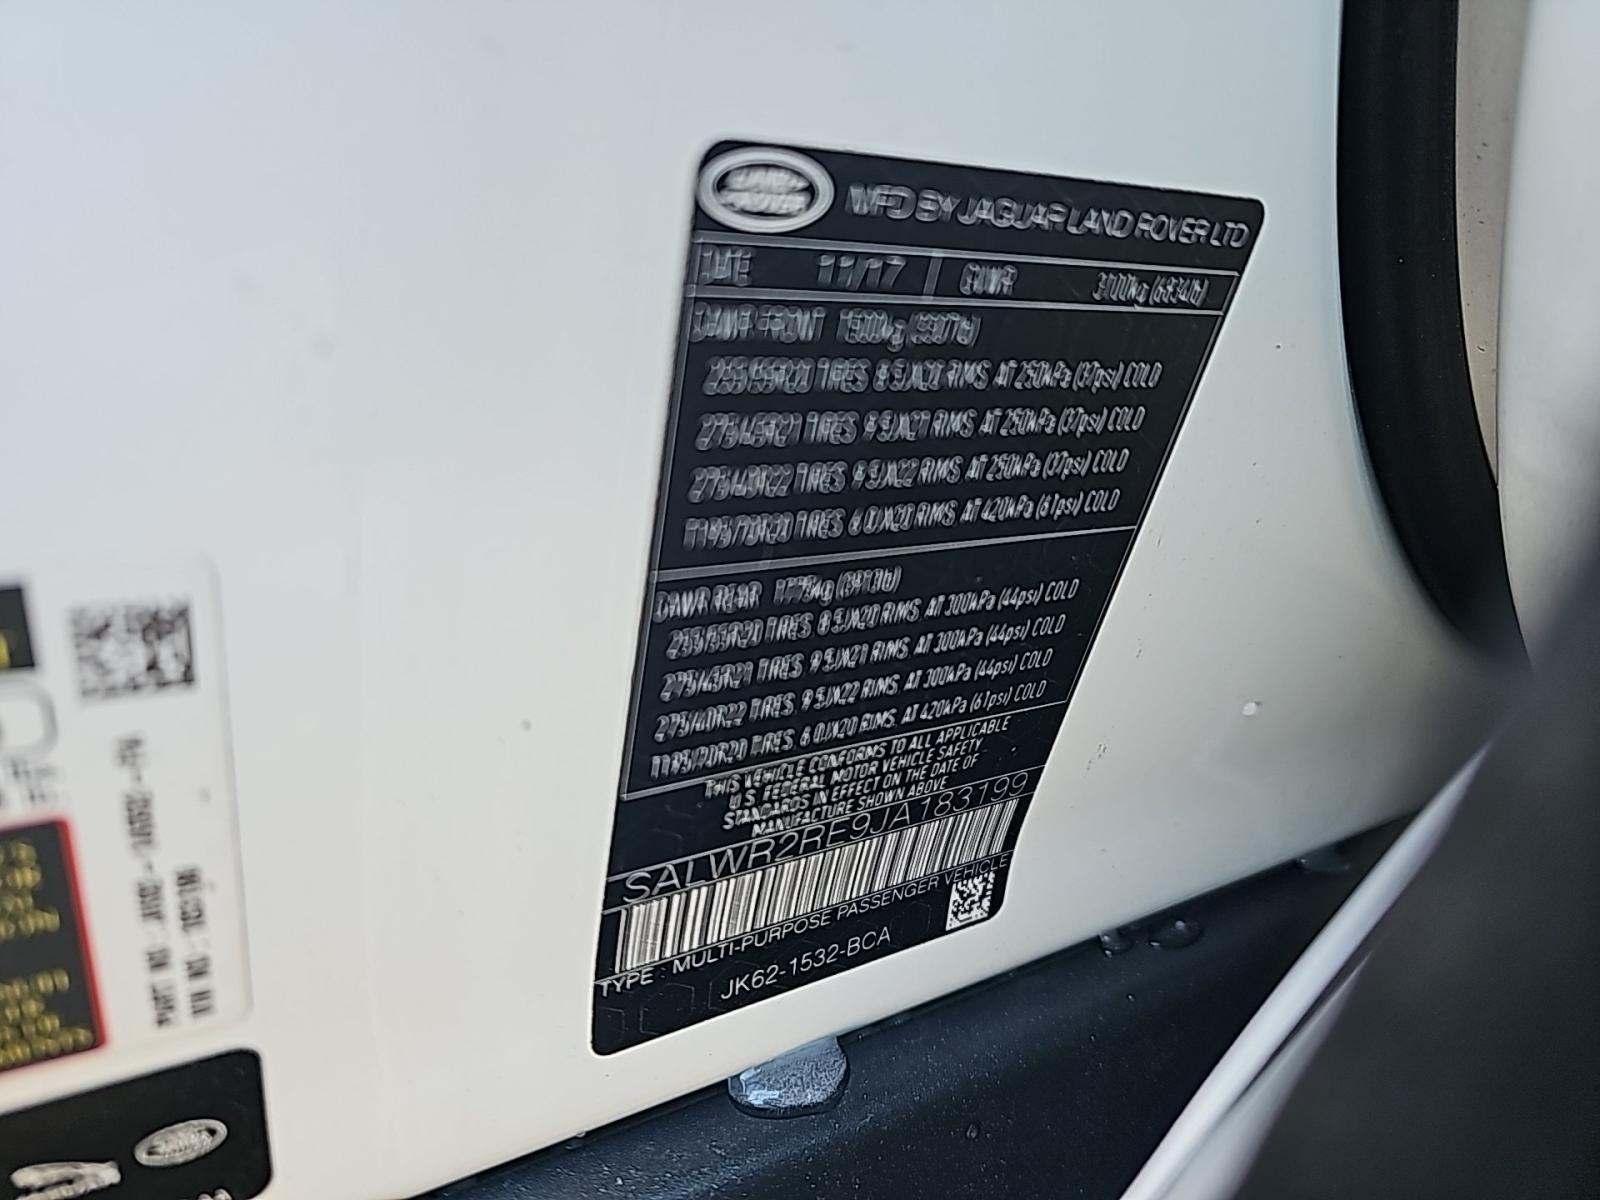 LAND ROVER
MFD BY JAGUAR LAND ROVER LTD
DATE 11/17 GVWR 3100kg (6834lb)
GAWR FRONT 1500kg (3307lb)
255/55R20 TIRES 8.5JX20 RIMS AT 250kPa (37psi) COLD
275/45R21 TIRES 9.5JX21 RIMS AT 250kPa (37psi) COLD
275/40R22 TIRES 9.5JX22 RIMS AT 250kPa (37psi) COLD
T195/70R20 TIRES 6.0JX20 RIMS AT 420kPa (61psi) COLD
GAWR REAR 1775kg (3913lb)
255/55R20 TIRES 8.5JX20 RIMS AT 300kPa (44psi) COLD
275/45R21 TIRES 9.5JX21 RIMS AT 300kPa (44psi) COLD
275/40R22 TIRES 9.5JX22 RIMS AT 300kPa (44psi) COLD
T195/70R20 TIRES 6.0JX20 RIMS AT 420kPa (61psi) COLD
THIS VEHICLE CONFORMS TO ALL APPLICABLE
U.S FEDERAL MOTOR VEHICLE SAFETY
STANDARDS IN EFFECT ON THE DATE OF
MANUFACTURE SHOWN ABOVE
SALWR2RE9JA183199
TYPE : MULTI-PURPOSE PASSENGER VEHICLE
JK62-1532-BCA